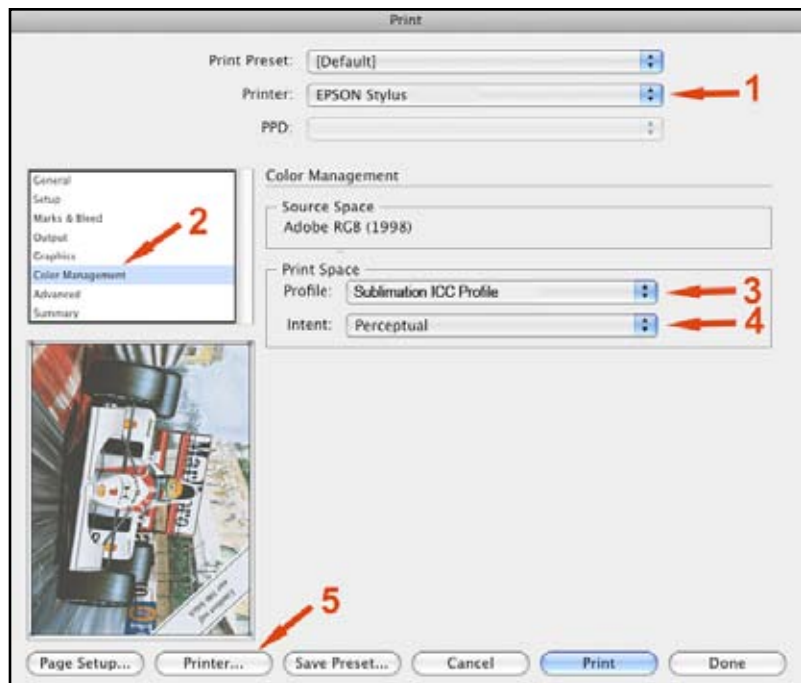 Print
Print Preset: [Default]
Printer: EPSON Stylus
1
PPD:
General
Setup
Marks & Bleed
Output
Graphics
Color Management
Advanced
Summary
2
Color Management
Source Space
Adobe RGB (1998)
Print Space
Profile: Sublimation ICC Profile
3
Intent: Perceptual
4
5
Page Setup... Printer... Save Preset... Cancel Print Done